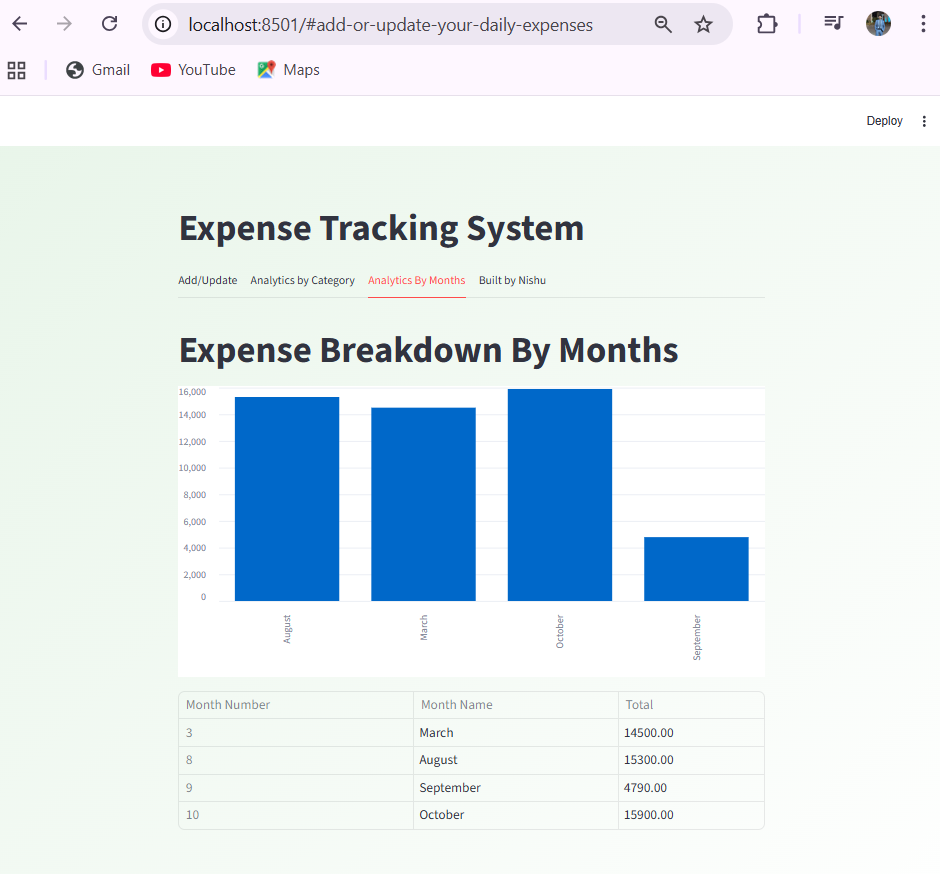 localhost:8501/#add-or-update-your-daily-expenses
Gmail YouTube Maps
Deploy
Expense Tracking System
Add/Update Analytics by Category Analytics By Months Built by Nishu
Expense Breakdown By Months
16,000
14,000
12,000
10,000
8,000
6,000
4,000
2,000
0
August March October September
Month Number Month Name Total
3 March 14500.00
8 August 15300.00
9 September 4790.00
10 October 15900.00